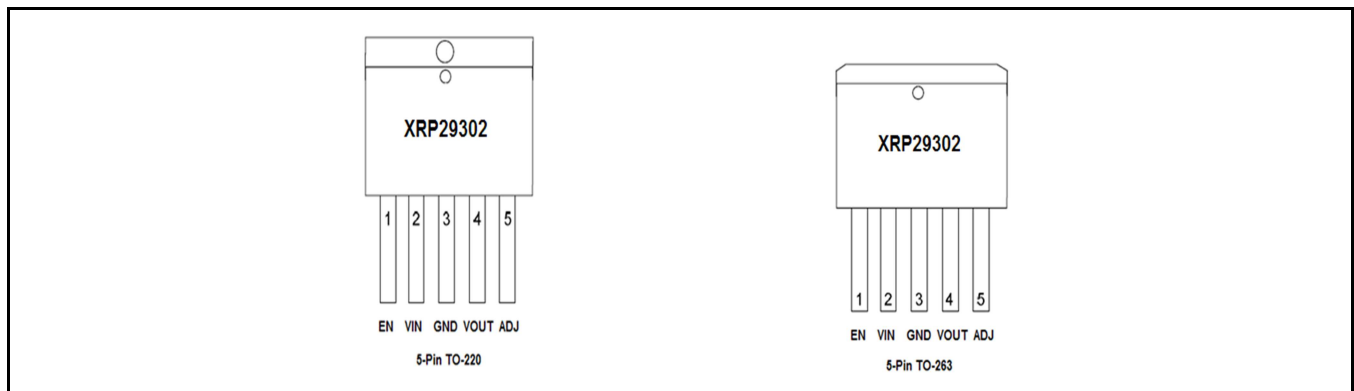 XRP29302
1 2 3 4 5
EN VIN GND VOUT ADJ
5-Pin TO-220
XRP29302
1 2 3 4 5
EN VIN GND VOUT ADJ
5-Pin TO-263